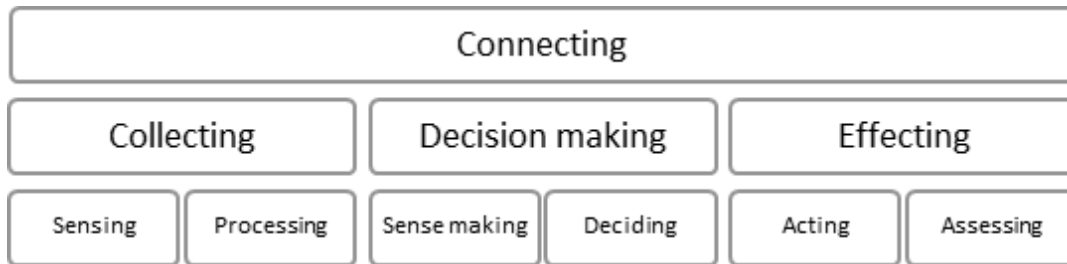 Connecting
Collecting
Decision making
Effecting
Sensing
Processing
Sense making
Deciding
Acting
Assessing